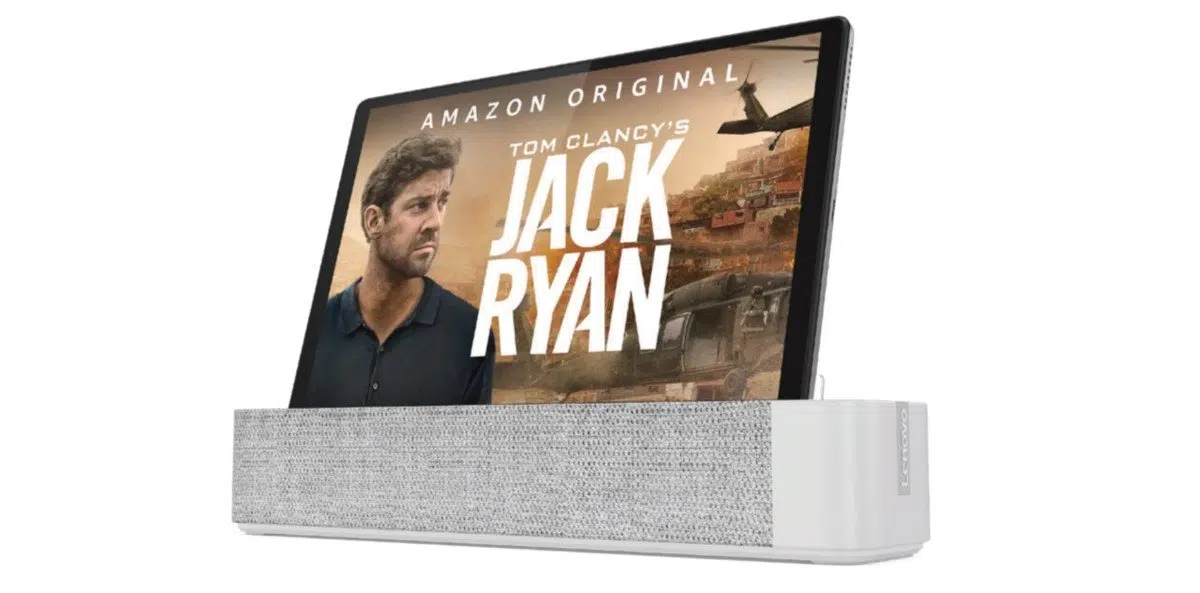 AMAZON ORIGINAL
TOM CLANCY'S
JACK
RYAN
Lenovo